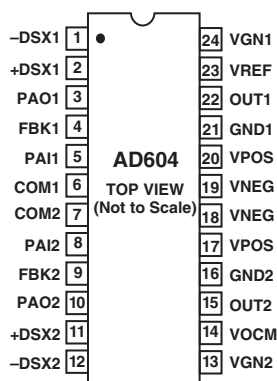 –DSX1 1
+DSX1 2
PAO1 3
FBK1 4
PAI1 5
COM1 6
COM2 7
PAI2 8
FBK2 9
PAO2 10
+DSX2 11
–DSX2 12
AD604
TOP VIEW
(Not to Scale)
24 VGN1
23 VREF
22 OUT1
21 GND1
20 VPOS
19 VNEG
18 VNEG
17 VPOS
16 GND2
15 OUT2
14 VOCM
13 VGN2